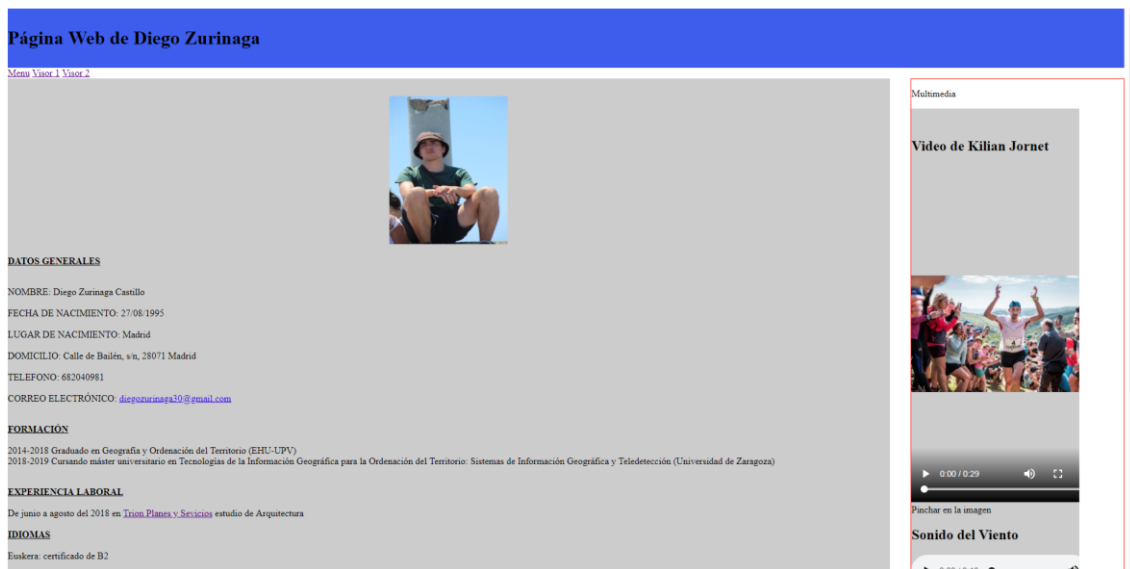 Página Web de Diego Zurinaga
Menu Visor 1 Visor 2
DATOS GENERALES
NOMBRE: Diego Zurinaga Castillo
FECHA DE NACIMIENTO: 27/08/1995
LUGAR DE NACIMIENTO: Madrid
DOMICILIO: Calle de Bailén, s/n, 28071 Madrid
TELEFONO: 682040981
CORREO ELECTRÓNICO: diegozurinaga30@gmail.com
FORMACIÓN
2014-2018 Graduado en Geografía y Ordenación del Territorio (EHU-UPV)
2018-2019 Cursando máster universitario en Tecnologías de la Información Geográfica para la Ordenación del Territorio: Sistemas de Información Geográfica y Teledetección (Universidad de Zaragoza)
EXPERIENCIA LABORAL
De junio a agosto del 2018 en Trion Planes y Sevicios estudio de Arquitectura
IDIOMAS
Euskera: certificado de B2
Multimedia
Video de Kilian Jornet
4
0:00 / 0:29
Pinchar en la imagen
Sonido del Viento